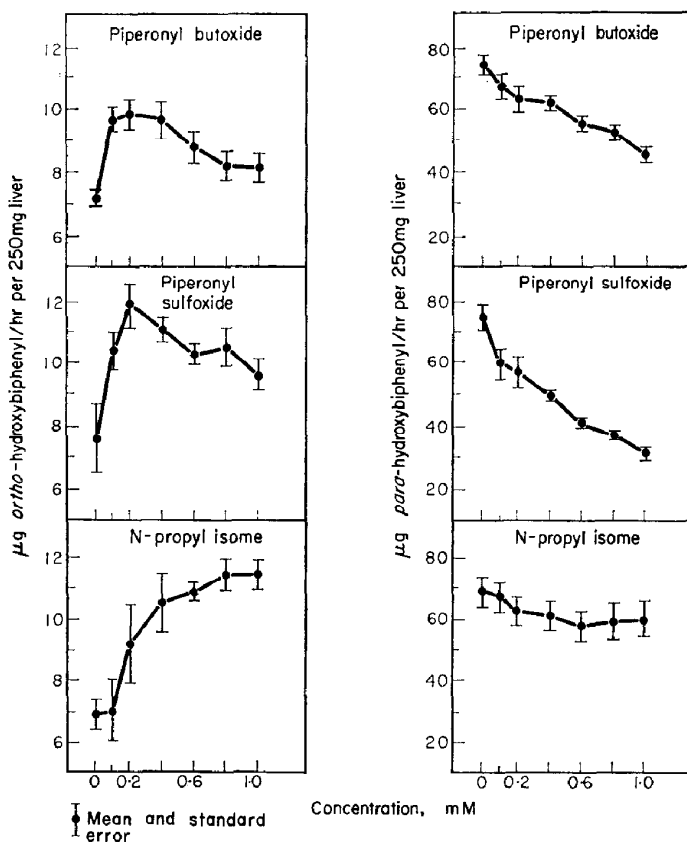 Piperonyl butoxide
12
10
8
6
Piperonyl
sulfoxide
12
10
8
6
N-propyl isome
12
10
8
6
0 0·2 0·6 1·0
μg ortho-hydroxybiphenyl/hr per 250mg liver
Piperonyl butoxide
80
60
40
20
Piperonyl sulfoxide
80
60
40
20
N-propyl isome
80
60
40
20
0 0·2 0·6 1·0
μg para-hydroxybiphenyl/hr per 250mg liver
Concentration, mM
Mean and standard
error